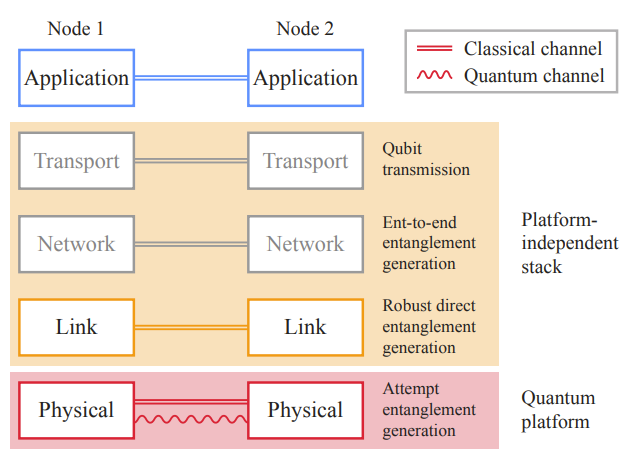 Node 1
Node 2
Classical channel
Quantum channel
Application
Application
Transport
Transport
Qubit
transmission
Network
Network
Ent-to-end
entanglement
generation
Platform-
independent
stack
Link
Link
Robust direct
entanglement
generation
Physical
Physical
Attempt
entanglement
generation
Quantum
platform